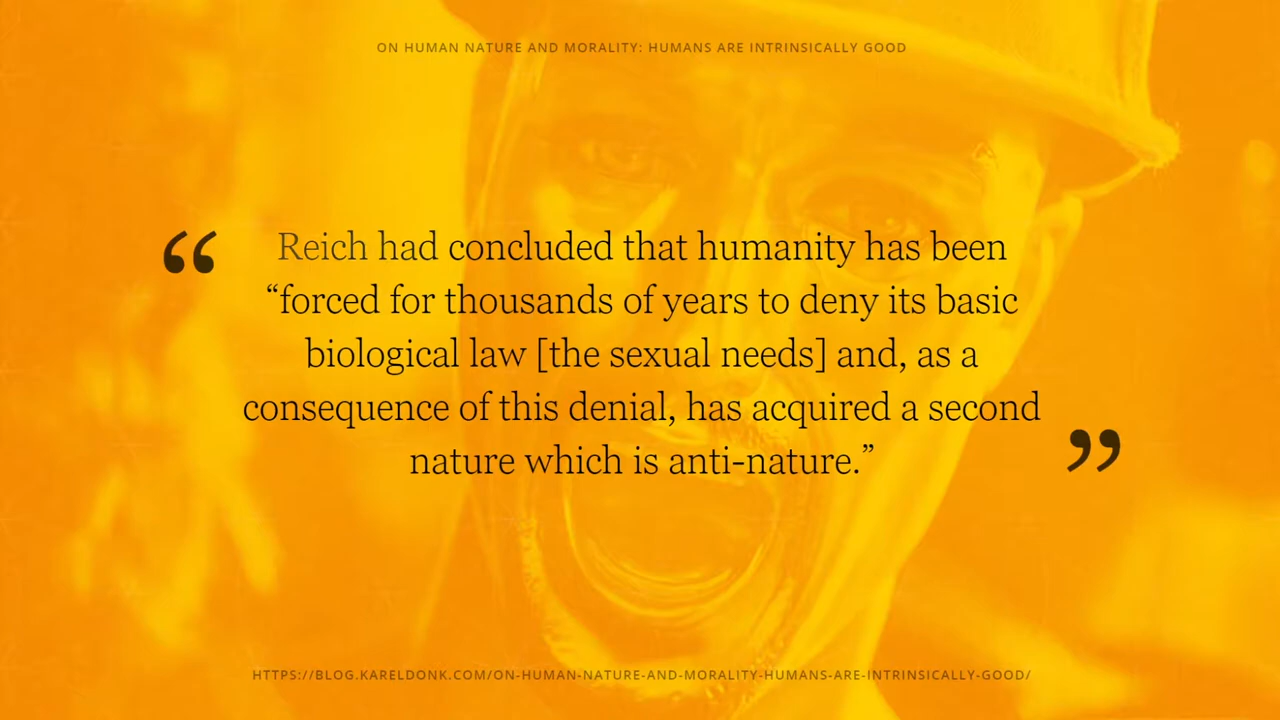 ON HUMAN NATURE AND MORALITY: HUMANS ARE INTRINSICALLY GOOD
“ Reich had concluded that humanity has been
“forced for thousands of years to deny its basic
biological law [the sexual needs] and, as a
consequence of this denial, has acquired a second
nature which is anti-nature.” ”
HTTPS://BLOG.KARELDONK.COM/ON-HUMAN-NATURE-AND-MORALITY-HUMANS-ARE-INTRINSICALLY-GOOD/